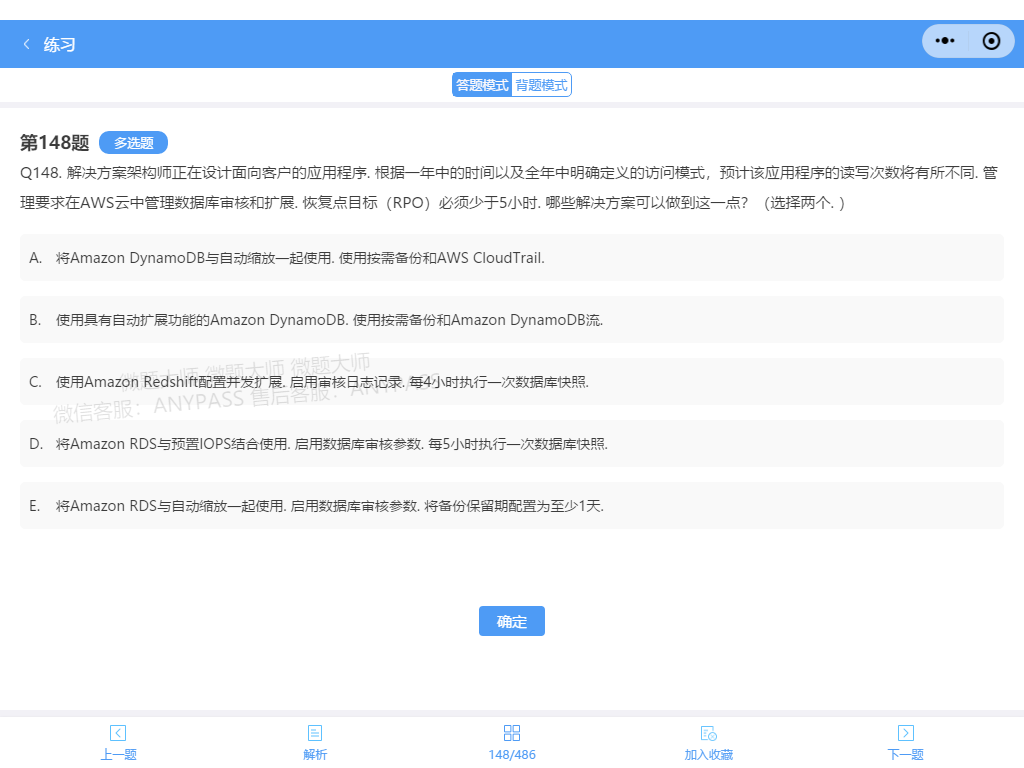 练习
答题模式 背题模式
第148题 多选题
Q148. 解决方案架构师正在设计面向客户的应用程序. 根据一年中的时间以及全年中明确定义的访问模式，预计该应用程序的读写次数将有所不同. 管
理要求在AWS云中管理数据库审核和扩展. 恢复点目标（RPO）必须少于5小时. 哪些解决方案可以做到这一点？（选择两个. ）
A. 将Amazon DynamoDB与自动缩放一起使用. 使用按需备份和AWS CloudTrail.
B. 使用具有自动扩展功能的Amazon DynamoDB. 使用按需备份和Amazon DynamoDB流.
微题大师 微题大师 微题大师
C. 使用Amazon Redshift配置并发扩展. 启用审核日志记录. 每4小时执行一次数据库快照.
微信客服：ANYPASS 售后客服：ANYPASS
D. 将Amazon RDS与预置IOPS结合使用. 启用数据库审核参数. 每5小时执行一次数据库快照.
E. 将Amazon RDS与自动缩放一起使用. 启用数据库审核参数. 将备份保留期配置为至少1天.
确定
上一题 解析 148/486 加入收藏 下一题